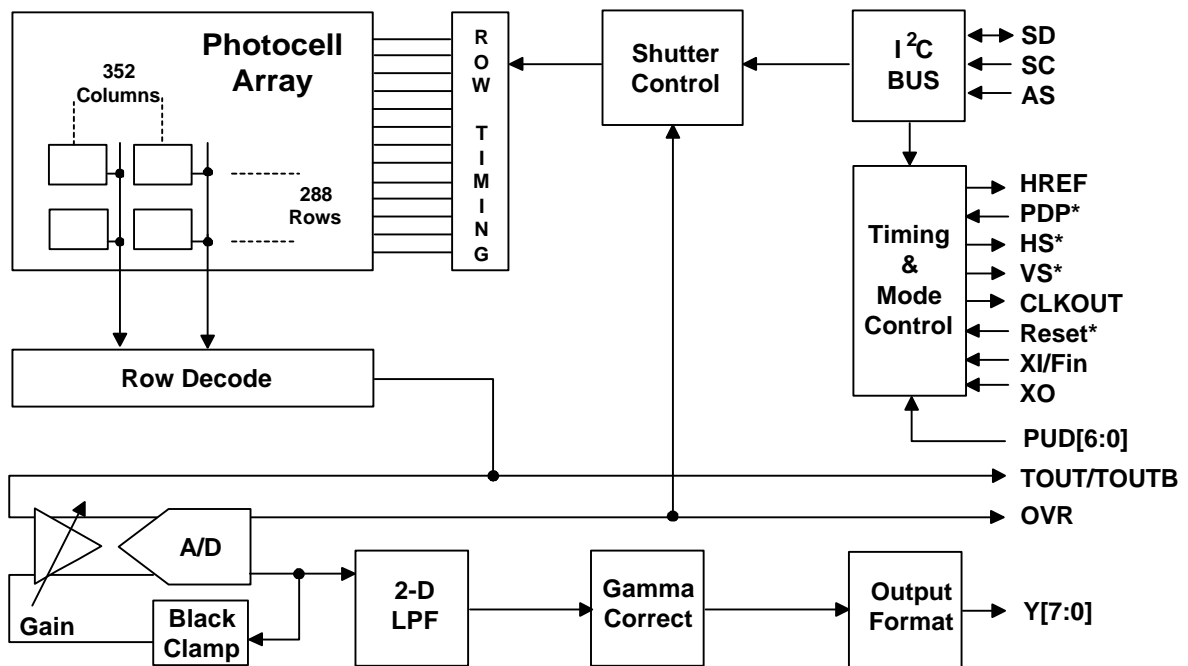 Photocell
Array
352
Columns
288
Rows
R
O
W
T
I
M
I
N
G
Shutter
Control
I²C
BUS
SD
SC
AS
Timing
&
Mode
Control
HREF
PDP*
HS*
VS*
CLKOUT
Reset*
XI/Fin
XO
PUD[6:0]
Row Decode
TOUT/TOUTB
OVR
A/D
Gain
Black
Clamp
2-D
LPF
Gamma
Correct
Output
Format
Y[7:0]